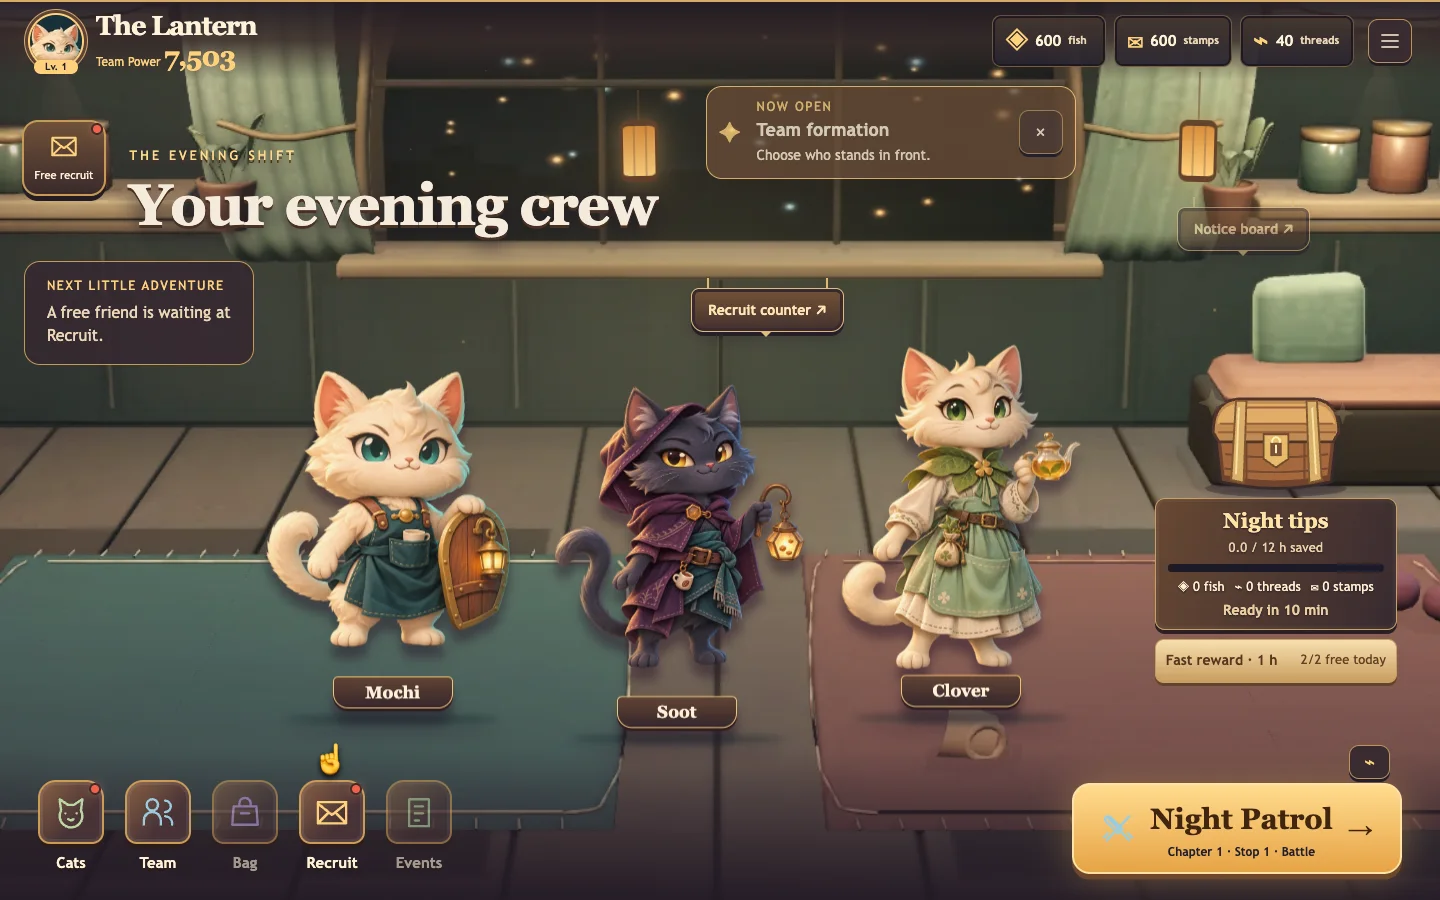 The Lantern
Team Power 7,503
Lv. 1
600 fish
600 stamps
40 threads
Free recruit
THE EVENING SHIFT
Your evening crew
NOW OPEN
Team formation
Choose who stands in front.
×
Notice board ↗
NEXT LITTLE ADVENTURE
A free friend is waiting at
Recruit.
Recruit counter ↗
Night tips
0.0 / 12 h saved
0 fish 0 threads 0 stamps
Ready in 10 min
Fast reward · 1 h 2/2 free today
Mochi
Soot
Clover
Cats
Team
Bag
Recruit
Events
Night Patrol →
Chapter 1 · Stop 1 · Battle